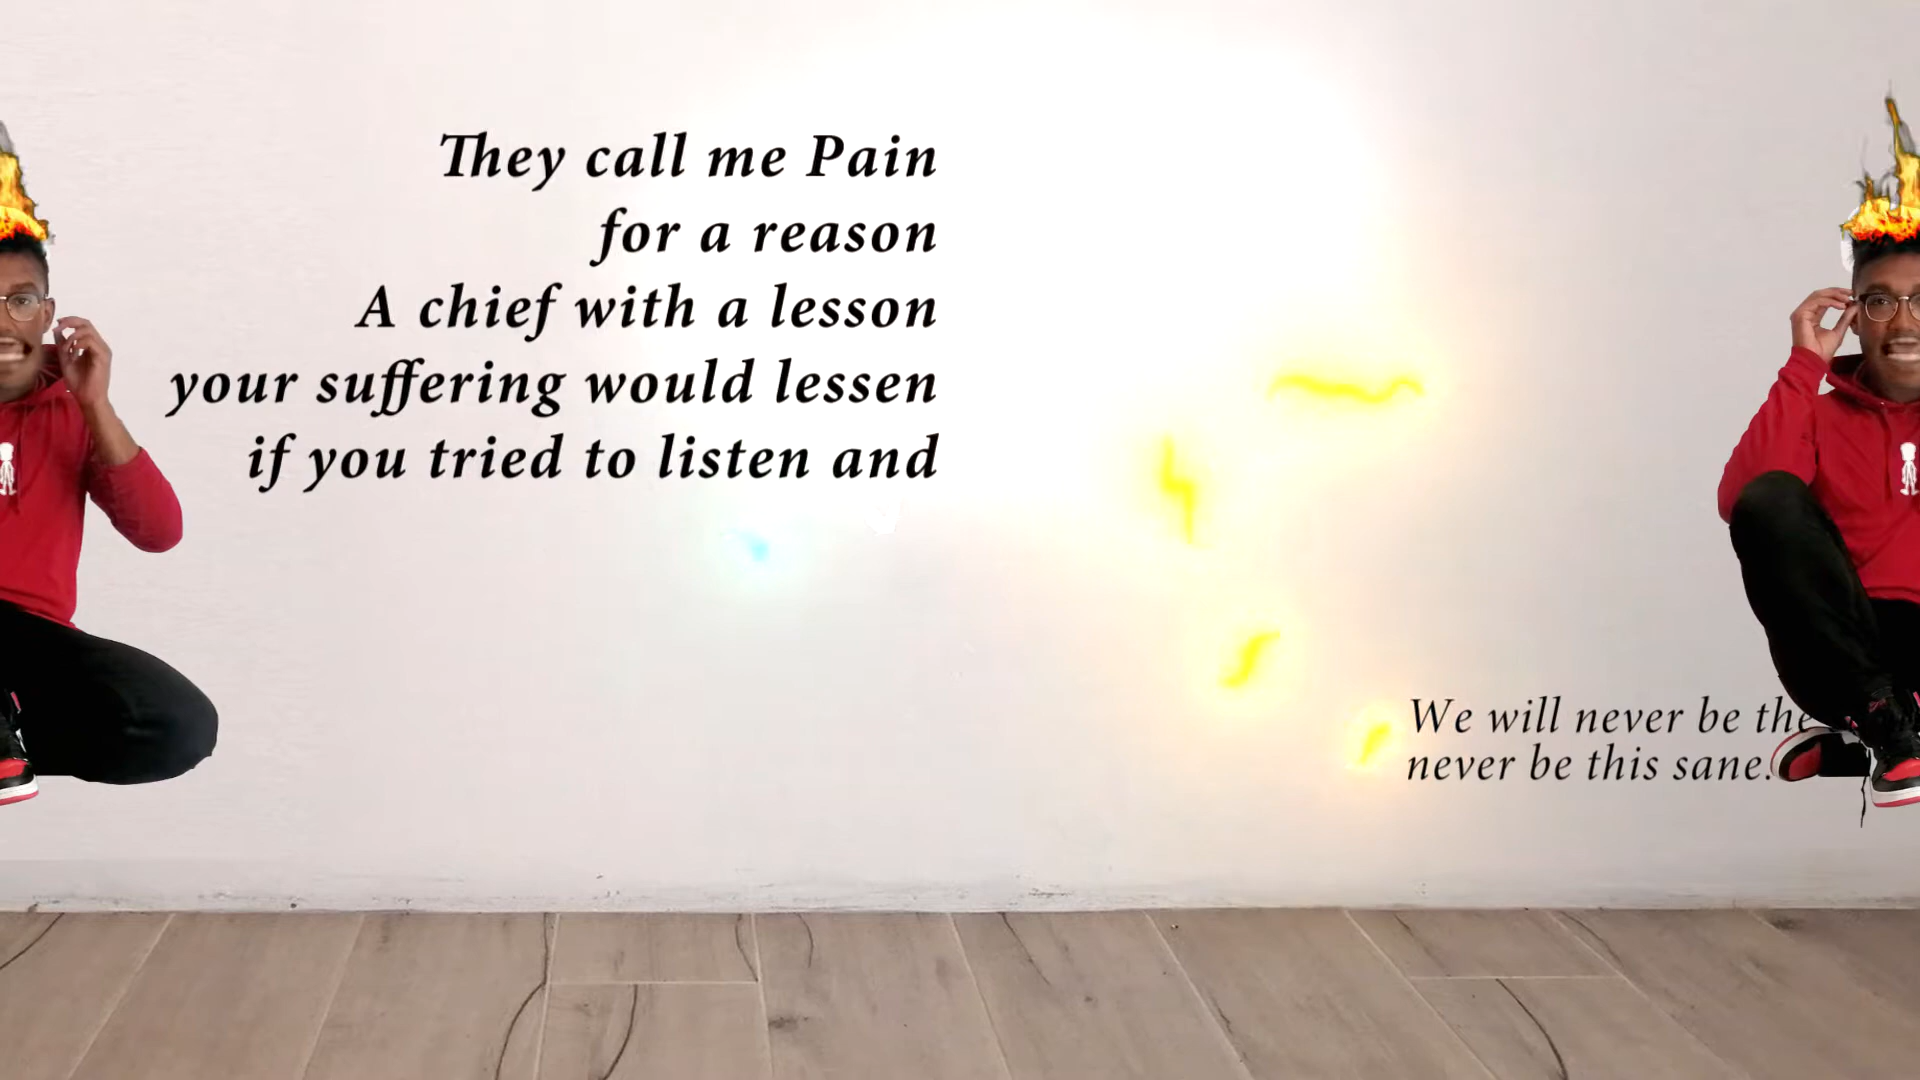 They call me Pain
for a reason
A chief with a lesson
your suffering would lessen
if you tried to listen and
We will never be the
never be this sane.